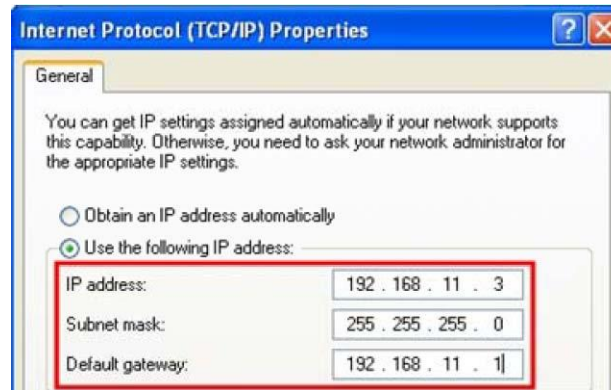 Internet Protocol (TCP/IP) Properties
General
You can get IP settings assigned automatically if your network supports
this capability. Otherwise, you need to ask your network administrator for
the appropriate IP settings.
Obtain an IP address automatically
Use the following IP address:
IP address: 192 . 168 . 11 . 3
Subnet mask: 255 . 255 . 255 . 0
Default gateway: 192 . 168 . 11 . 1